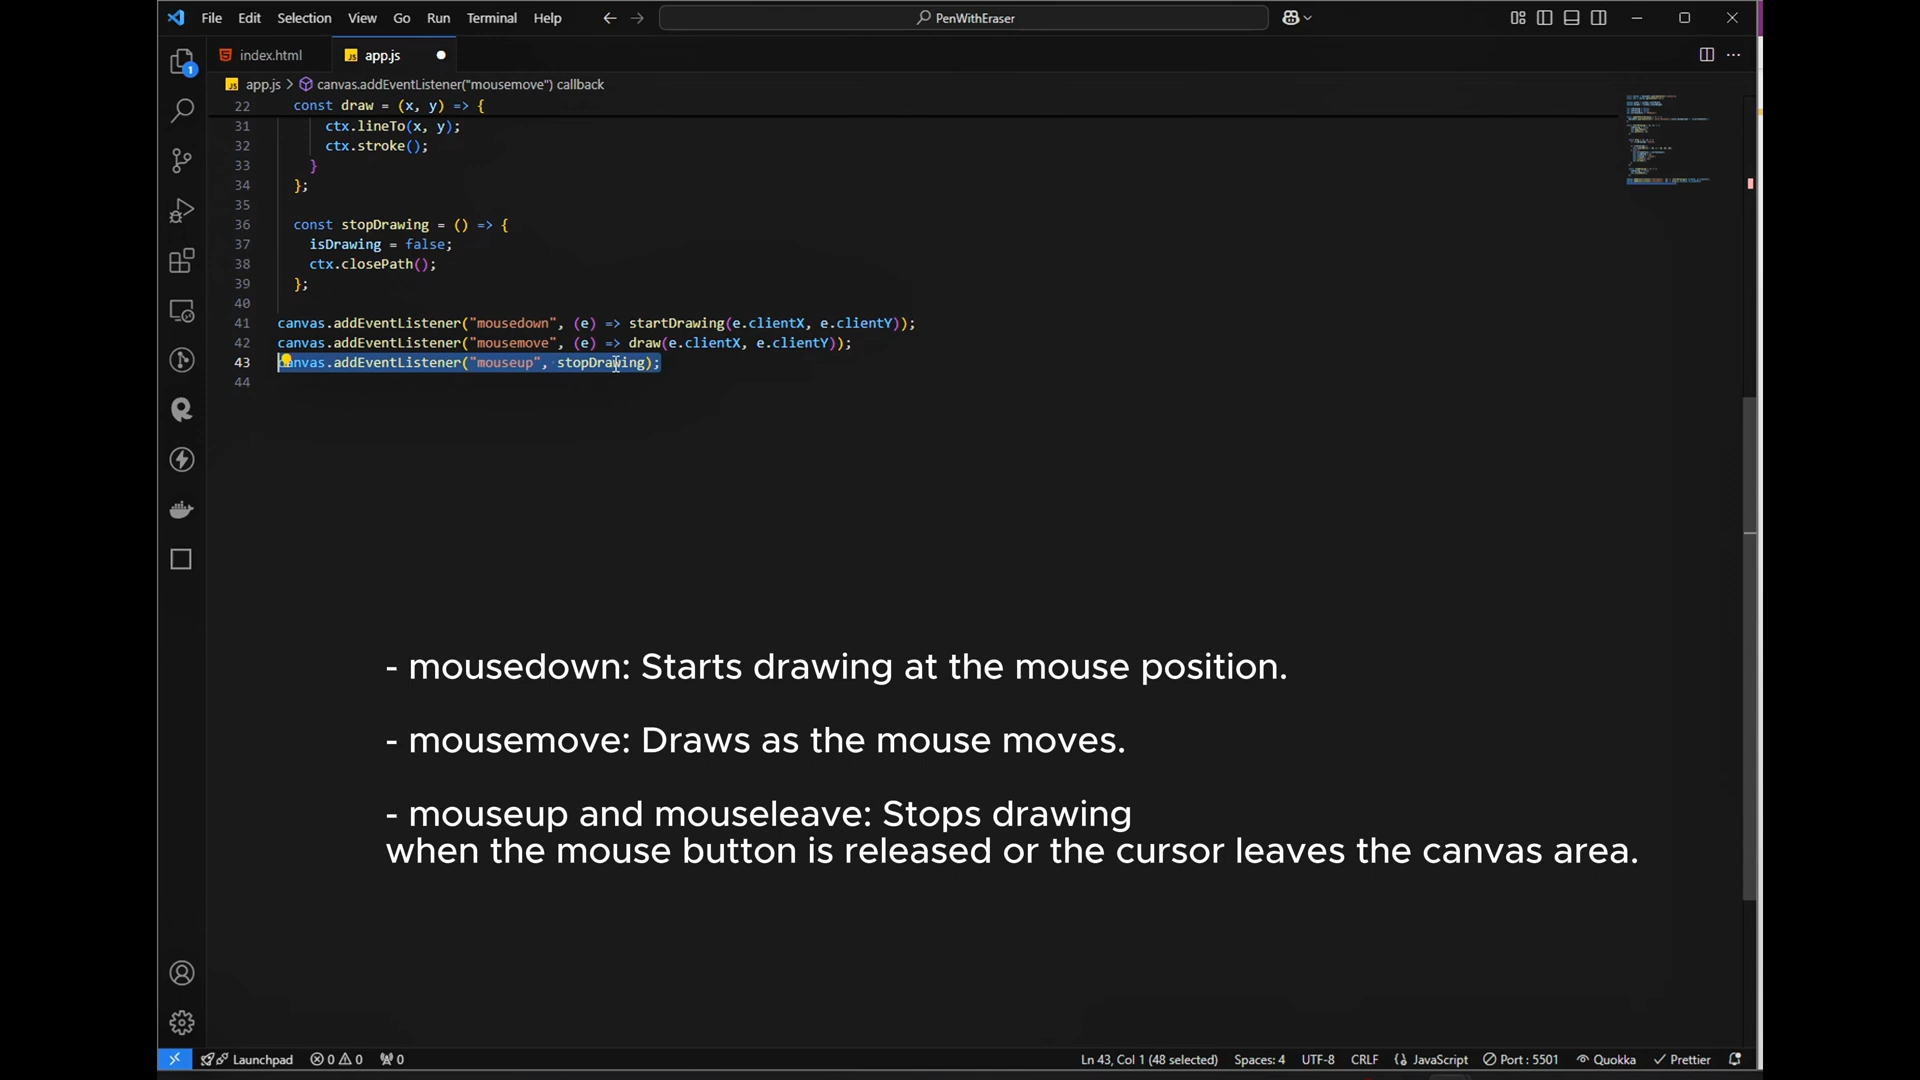 File Edit Selection View Go Run Terminal Help
PenWithEraser
index.html
app.js
app.js > canvas.addEventListener("mousemove") callback
22 const draw = (x, y) => {
31 ctx.lineTo(x, y);
32 ctx.stroke();
33 }
34 };
35
36 const stopDrawing = () => {
37 isDrawing = false;
38 ctx.closePath();
39 };
40
41 canvas.addEventListener("mousedown", (e) => startDrawing(e.clientX, e.clientY));
42 canvas.addEventListener("mousemove", (e) => draw(e.clientX, e.clientY));
43 canvas.addEventListener("mouseup", stopDrawing);
44
1
- mousedown: Starts drawing at the mouse position.
- mousemove: Draws as the mouse moves.
- mouseup and mouseleave: Stops drawing
when the mouse button is released or the cursor leaves the canvas area.
Launchpad 0 0 0 Ln 43, Col 1 (48 selected) Spaces: 4 UTF-8 CRLF JavaScript Port : 5501 Quokka Prettier